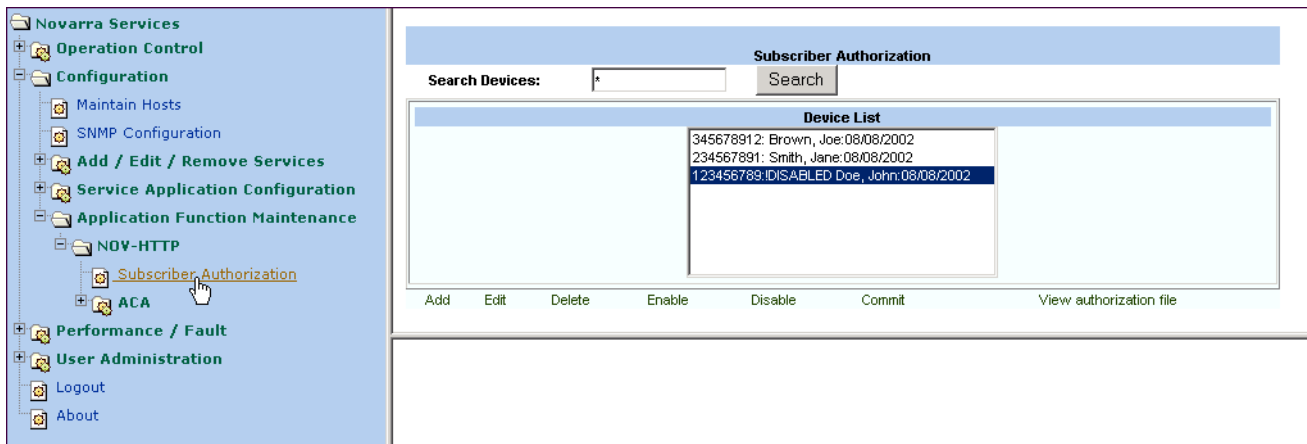 Novarra Services
Operation Control
Configuration
Maintain Hosts
SNMP Configuration
Add / Edit / Remove Services
Service Application Configuration
Application Function Maintenance
NOV-HTTP
Subscriber Authorization
ACA
Performance / Fault
User Administration
Logout
About
Subscriber Authorization
Search Devices: * Search
Device List
345678912: Brown, Joe:08/08/2002
234567891: Smith, Jane:08/08/2002
123456789:!DISABLED Doe, John:08/08/2002
Add Edit Delete Enable Disable Commit View authorization file